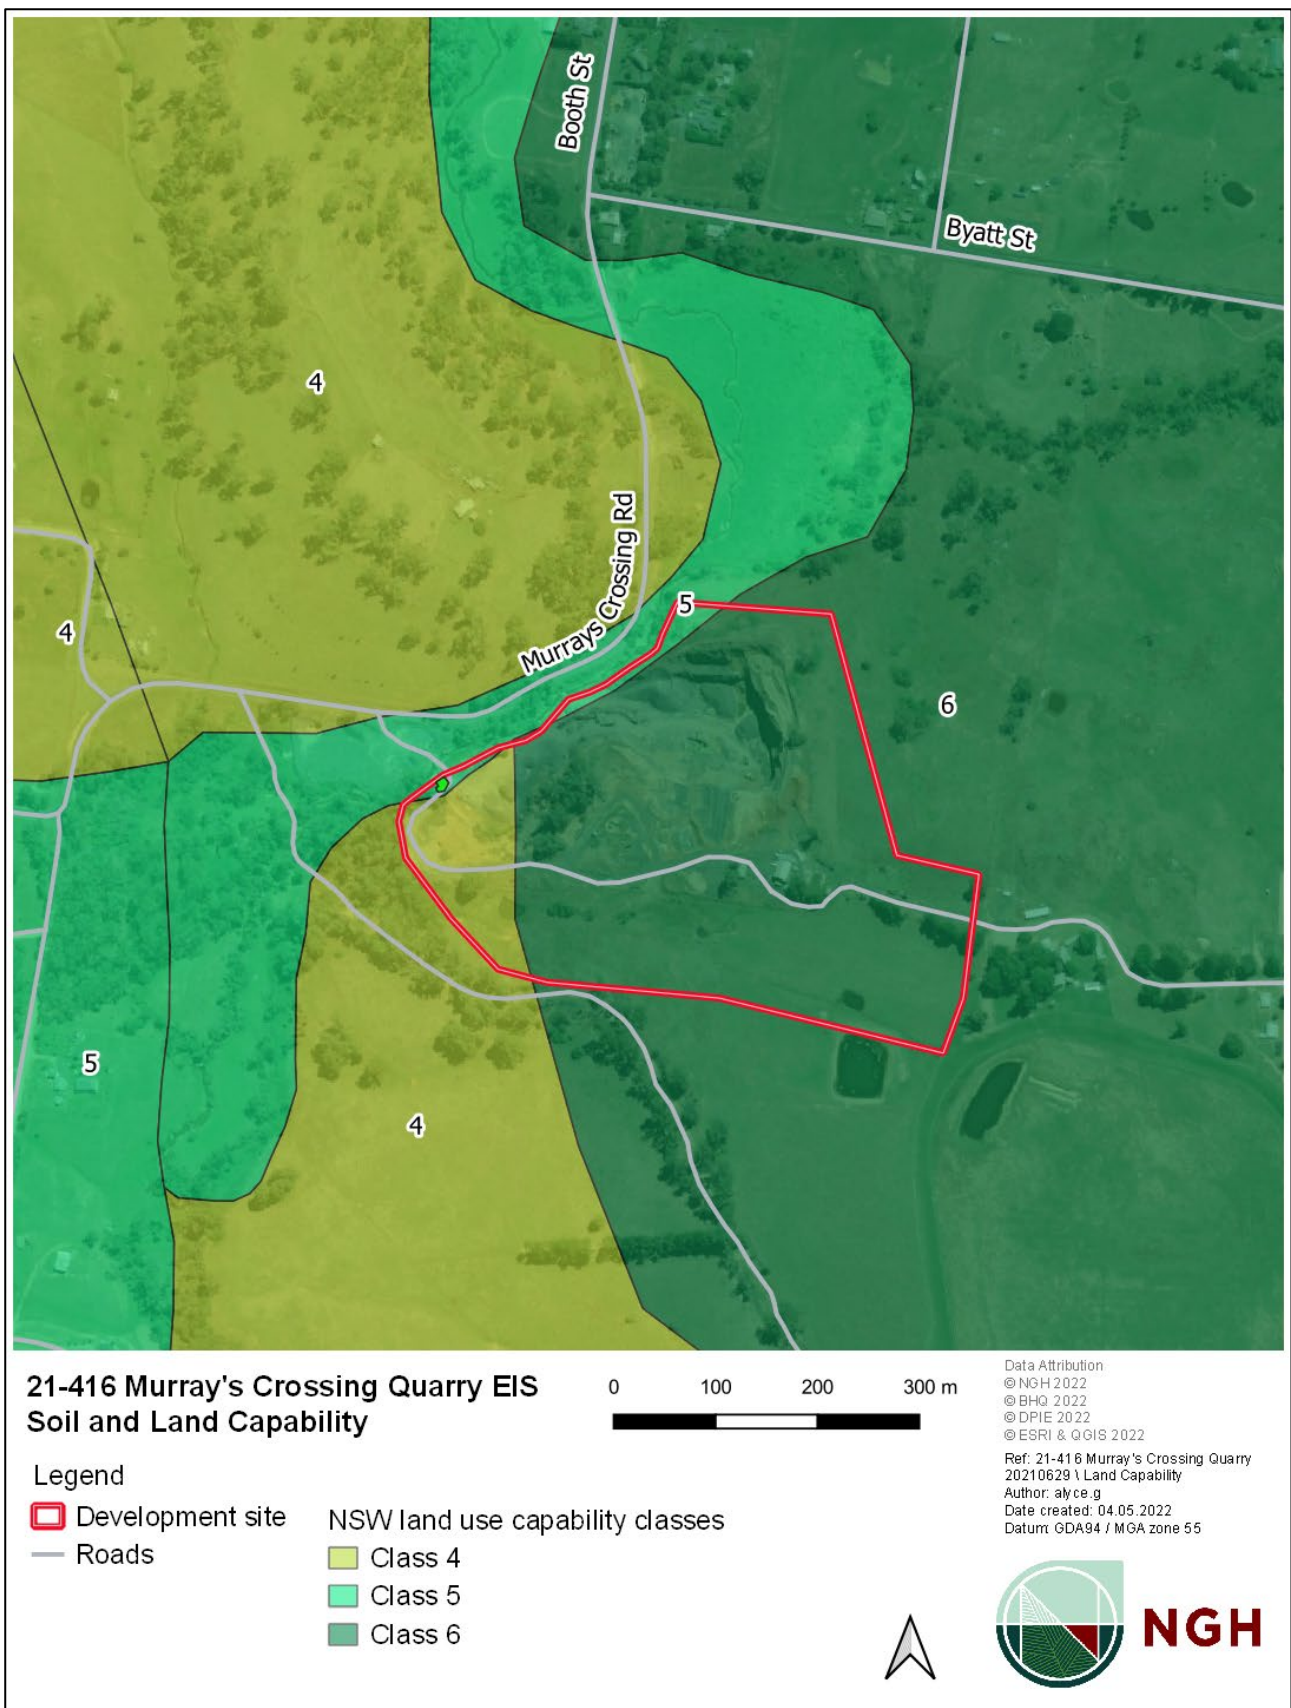 Booth St
Byatt St
4
Murrays Crossing Rd
5
4
6
5
4
21-416 Murray's Crossing Quarry EIS
Soil and Land Capability
0 100 200 300 m
Legend
Development site
Roads
NSW land use capability classes
Class 4
Class 5
Class 6
Data Attribution
© NGH 2022
© BHQ 2022
© DPIE 2022
© ESRI & QGIS 2022
Ref: 21-416 Murray's Crossing Quarry
20210629 \ Land Capability
Author: alyce.g
Date created: 04.05.2022
Datum: GDA94 / MGA zone 55
NGH